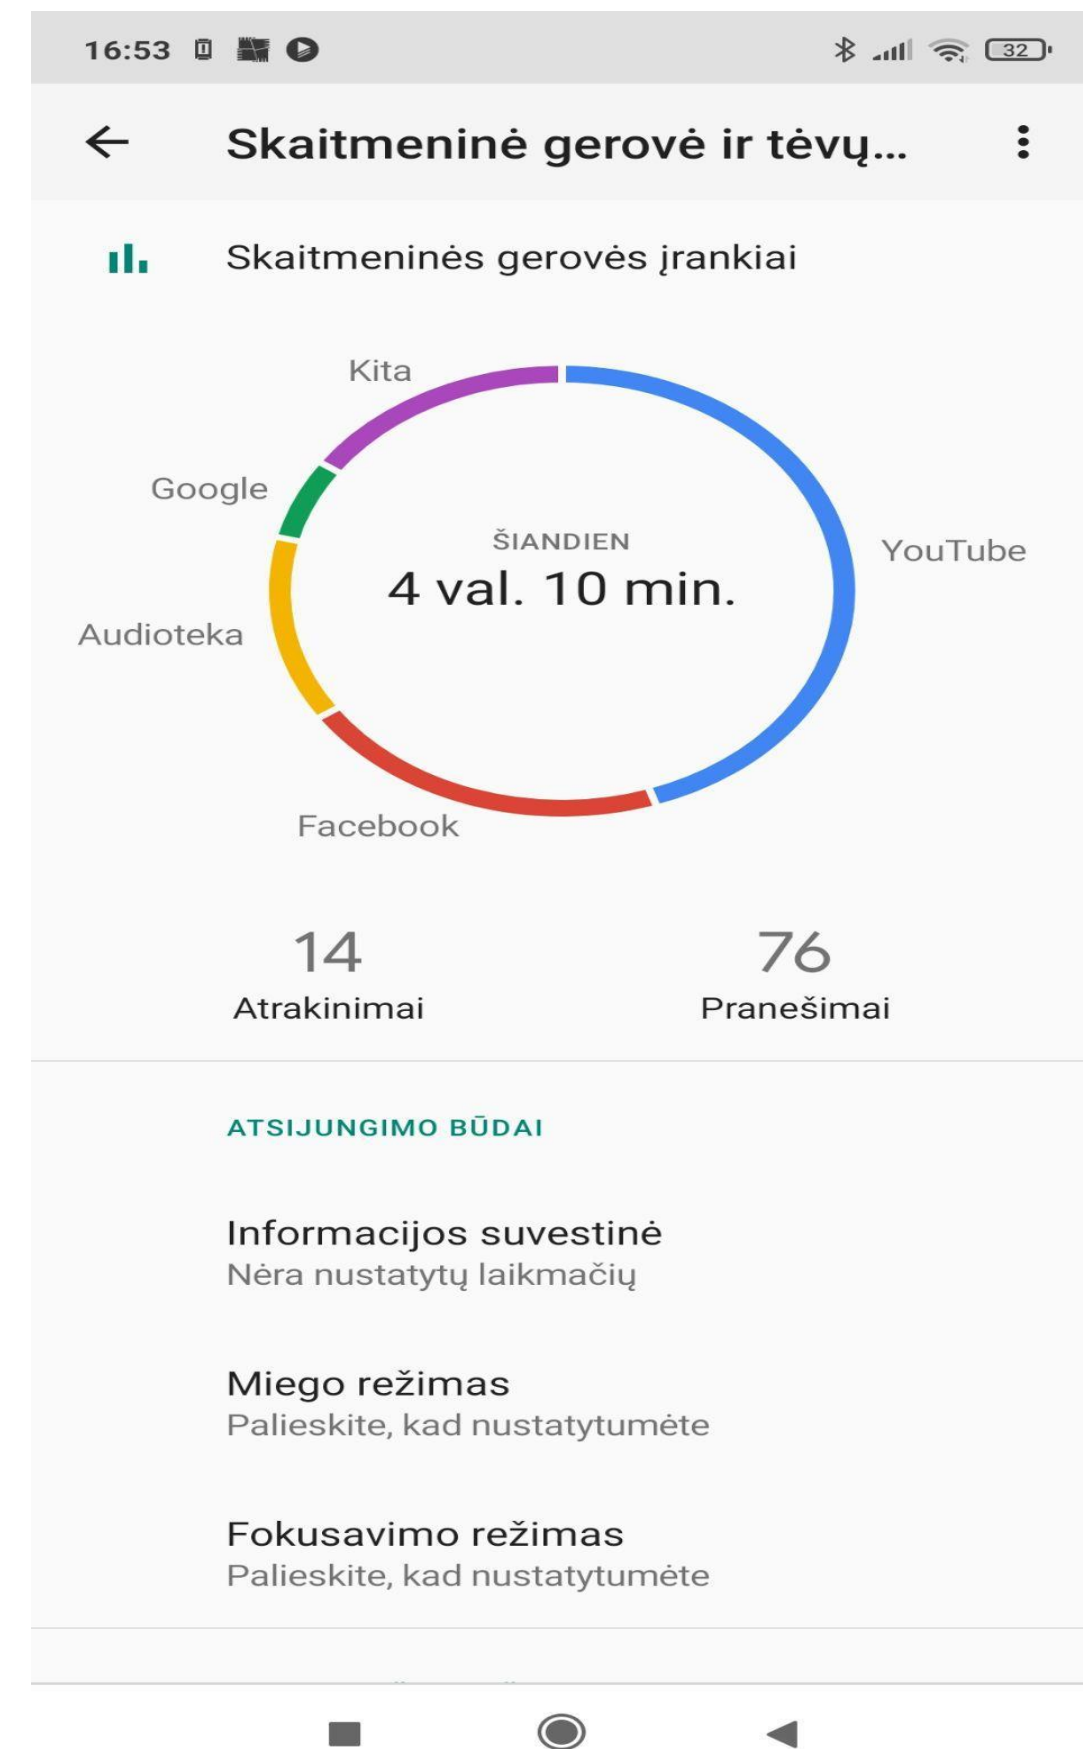 16:53
32
Skaitmeninė gerovė ir tėvų...
Skaitmeninės gerovės įrankiai
Kita
Google
ŠIANDIEN
YouTube
4 val. 10 min.
Audioteka
Facebook
14
76
Atrakinimai
Pranešimai
ATSIJUNGIMO BŪDAI
Informacijos suvestinė
Nėra nustatytų laikmačių
Miego režimas
Palieskite, kad nustatytumėte
Fokusavimo režimas
Palieskite, kad nustatytumėte